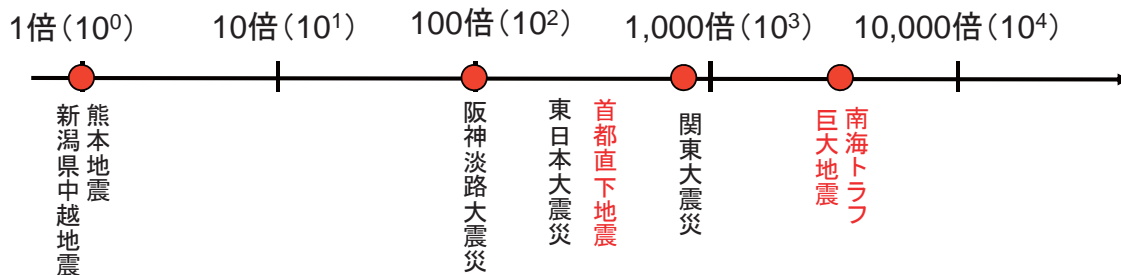 1倍（10⁰）
10倍（10¹）
100倍（10²）
1,000倍（10³）
10,000倍（10⁴）
熊本地震
新潟県中越地震
阪神淡路大震災
東日本大震災
首都直下地震
関東大震災
南海トラフ
巨大地震